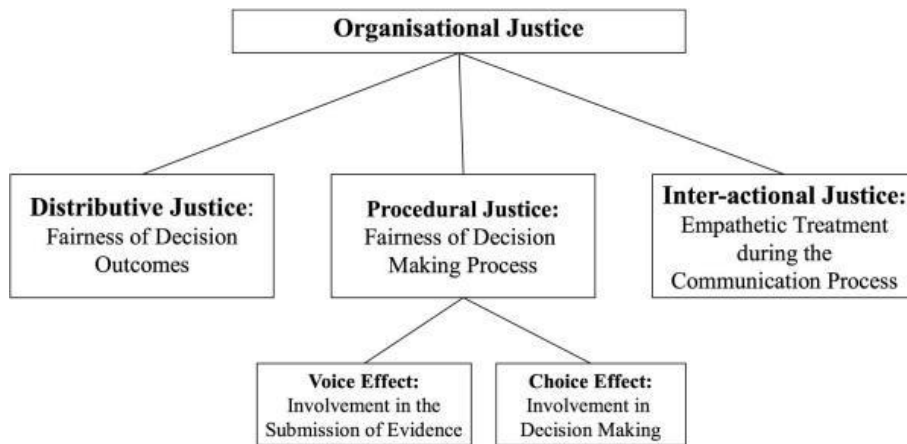 Organisational Justice
Distributive Justice:
Fairness of Decision
Outcomes
Procedural Justice:
Fairness of Decision
Making Process
Inter-actional Justice:
Empathetic Treatment
during the
Communication Process
Voice Effect:
Involvement in the
Submission of Evidence
Choice Effect:
Involvement in
Decision Making